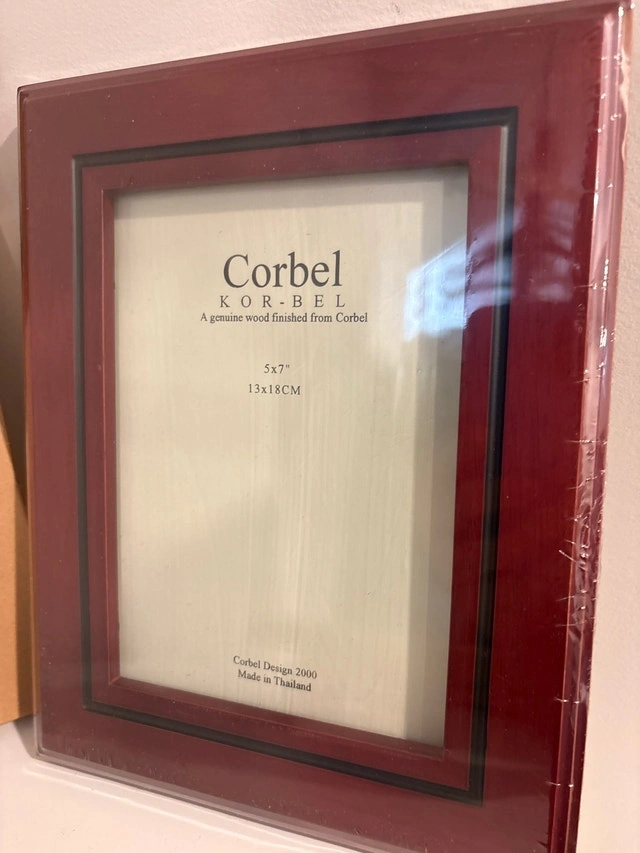 Corbel
KOR-BEL
A genuine wood finished from Corbel
5x7"
13x18CM
Corbel Design 2000
Made in Thailand